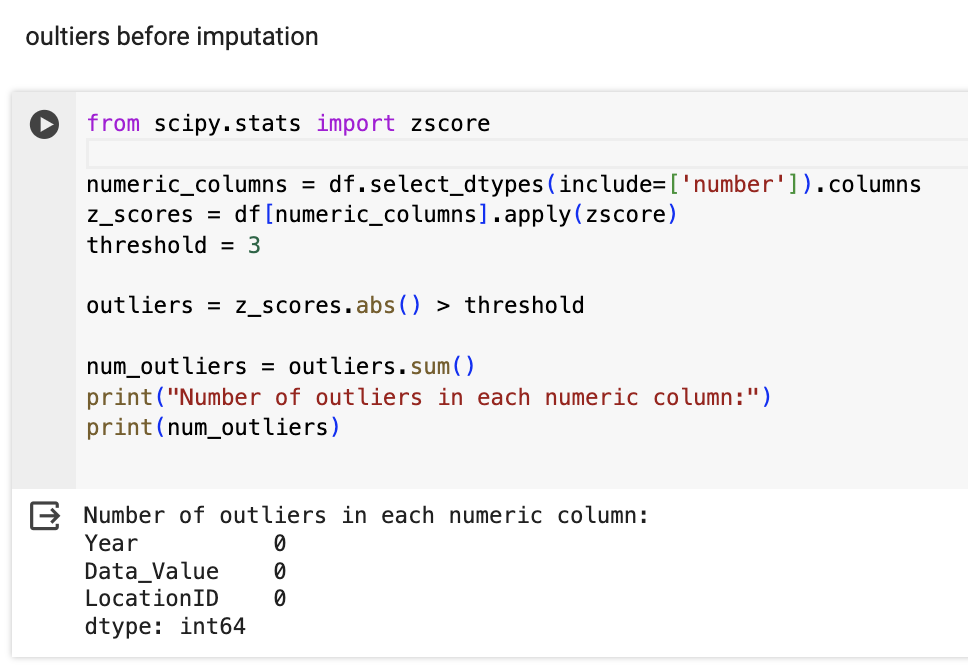 oultiers before imputation
from scipy.stats import zscore
numeric_columns = df.select_dtypes(include=['number']).columns
z_scores = df[numeric_columns].apply(zscore)
threshold = 3
outliers = z_scores.abs() > threshold
num_outliers = outliers.sum()
print("Number of outliers in each numeric column:")
print(num_outliers)
Number of outliers in each numeric column:
Year          0
Data_Value    0
LocationID    0
dtype: int64